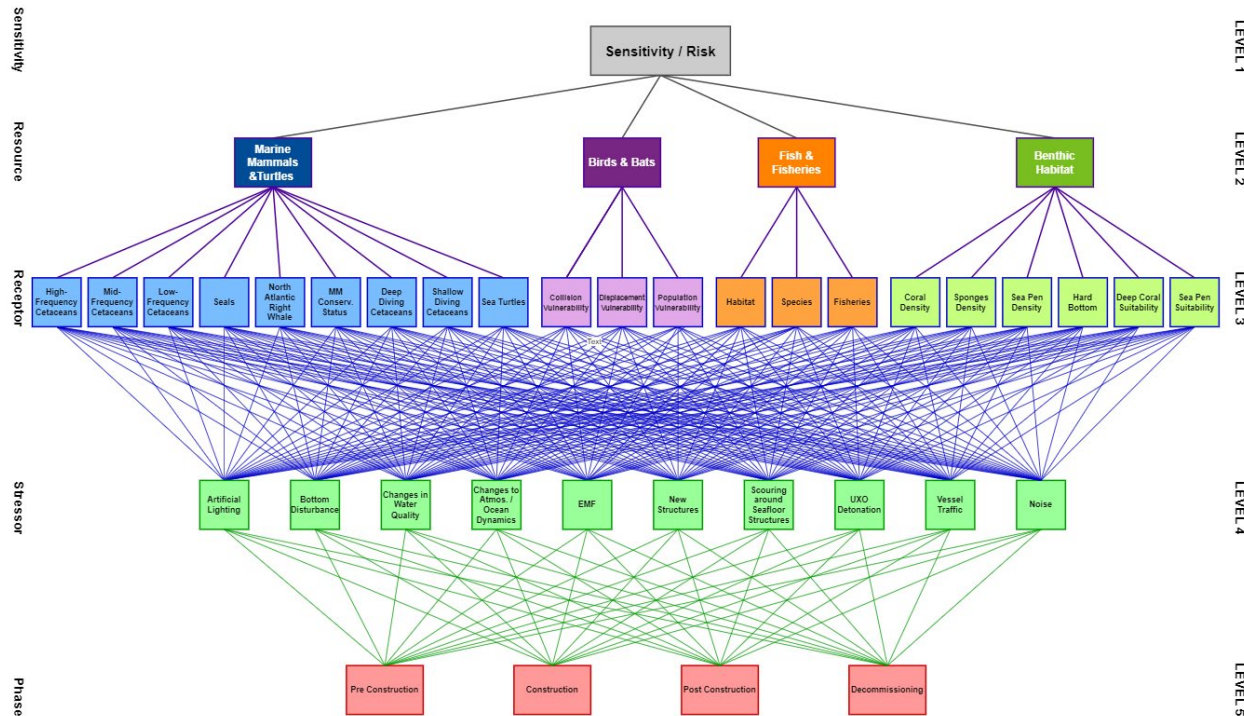 Sensitivity
Sensitivity / Risk
LEVEL 1
Resource
Marine
Mammals
&Turtles
Birds & Bats
Fish &
Fisheries
Benthic
Habitat
LEVEL 2
Receptor
High-
Frequency
Cetaceans
Mid-
Frequency
Cetaceans
Low-
Frequency
Cetaceans
Seals
North
Atlantic
Right
Whale
MM
Conserv.
Status
Deep
Diving
Cetaceans
Shallow
Diving
Cetaceans
Sea Turtles
Collision
Vulnerability
Displacement
Vulnerability
Population
Vulnerability
Habitat
Species
Fisheries
Coral
Density
Sponges
Density
Sea Pen
Density
Hard
Bottom
Deep Coral
Suitability
Sea Pen
Suitability
LEVEL 3
Text
Stressor
Artificial
Lighting
Bottom
Disturbance
Changes in
Water
Quality
Changes to
Atmos. /
Ocean
Dynamics
EMF
New
Structures
Scouring
around
Seafloor
Structures
UXO
Detonation
Vessel
Traffic
Noise
LEVEL 4
Phase
Pre Construction
Construction
Post Construction
Decommissioning
LEVEL 5